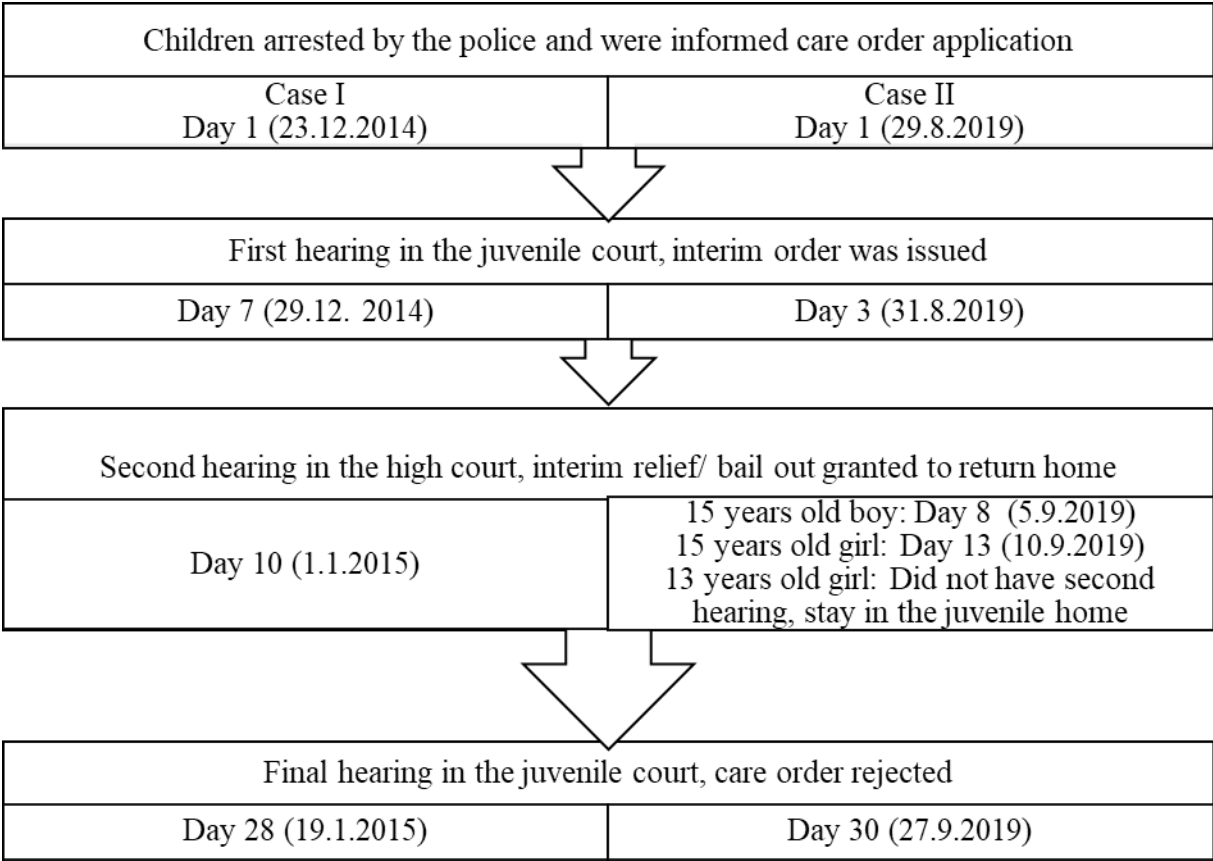 Children arrested by the police and were informed care order application
Case I
Day 1 (23.12.2014)
Case II
Day 1 (29.8.2019)
First hearing in the juvenile court, interim order was issued
Day 7 (29.12. 2014)
Day 3 (31.8.2019)
Second hearing in the high court, interim relief/ bail out granted to return home
Day 10 (1.1.2015)
15 years old boy: Day 8 (5.9.2019)
15 years old girl: Day 13 (10.9.2019)
13 years old girl: Did not have second
hearing, stay in the juvenile home
Final hearing in the juvenile court, care order rejected
Day 28 (19.1.2015)
Day 30 (27.9.2019)